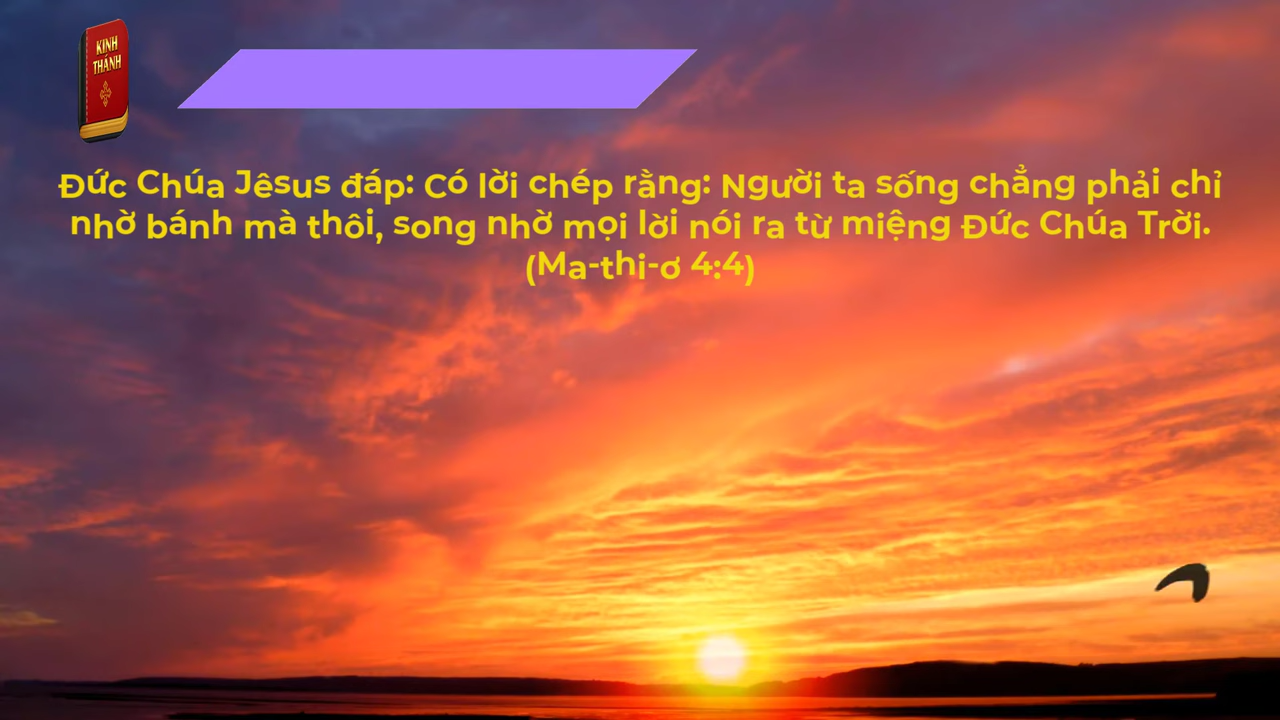 KINH
THÁNH
Đức Chúa Jêsus đáp: Có lời chép rằng: Người ta sống chẳng phải chỉ
nhờ bánh mà thôi, song nhờ mọi lời nói ra từ miệng Đức Chúa Trời.
(Ma-thi-ơ 4:4)